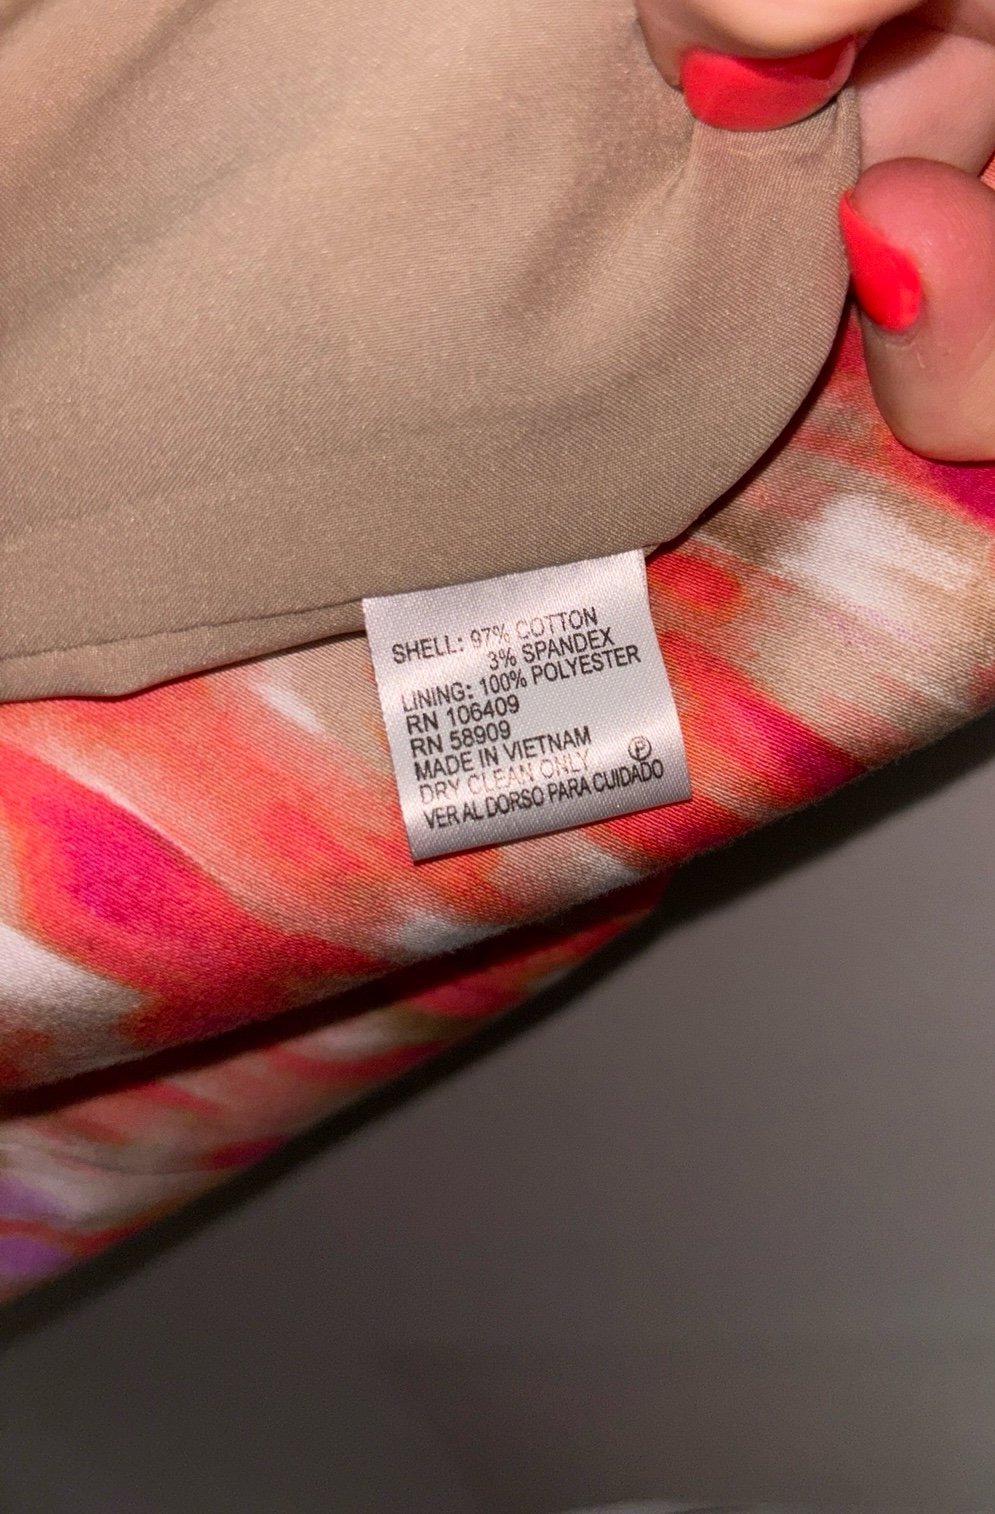 SHELL: 97% COTTON
3% SPANDEX
LINING: 100% POLYESTER
RN 106409
RN 58909
MADE IN VIETNAM
DRY CLEAN ONLY Ⓟ
VER AL DORSO PARA CUIDADO